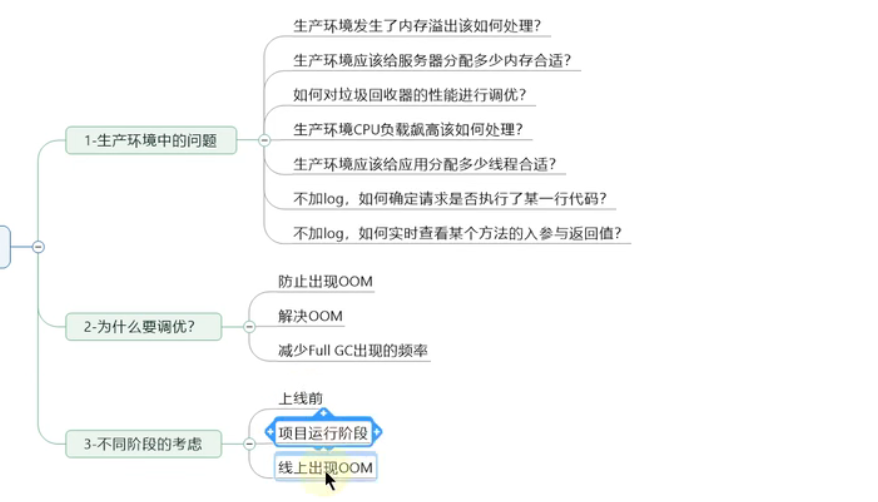 1-生产环境中的问题
生产环境发生了内存溢出该如何处理?
生产环境应该给服务器分配多少内存合适?
如何对垃圾回收器的性能进行调优?
生产环境CPU负载飙高该如何处理?
生产环境应该给应用分配多少线程合适?
不加log，如何确定请求是否执行了某一行代码?
不加log，如何实时查看某个方法的入参与返回值?
2-为什么要调优?
防止出现OOM
解决OOM
减少Full GC出现的频率
3-不同阶段的考虑
上线前
项目运行阶段
线上出现OOM